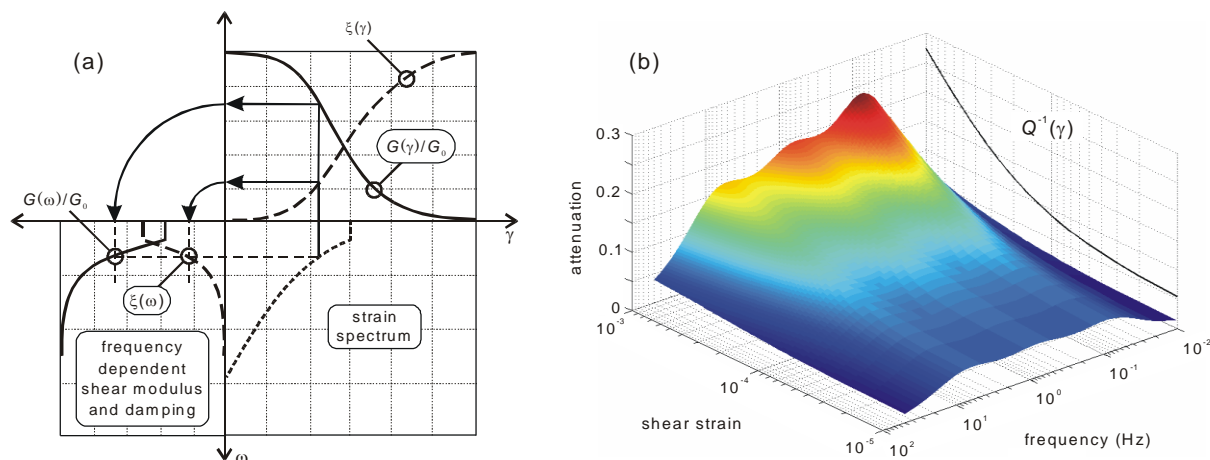 (a)
ξ(γ)
G(γ)/G₀
G(ω)/G₀
γ
ξ(ω)
strain
spectrum
frequency
dependent
shear modulus
and damping
ω
(b)
Q⁻¹(γ)
0.3
0.2
0.1
0
attenuation
10⁻³
10⁻⁴
10⁻⁵
shear strain
10²
10¹
10⁰
10⁻¹
10⁻²
frequency (Hz)